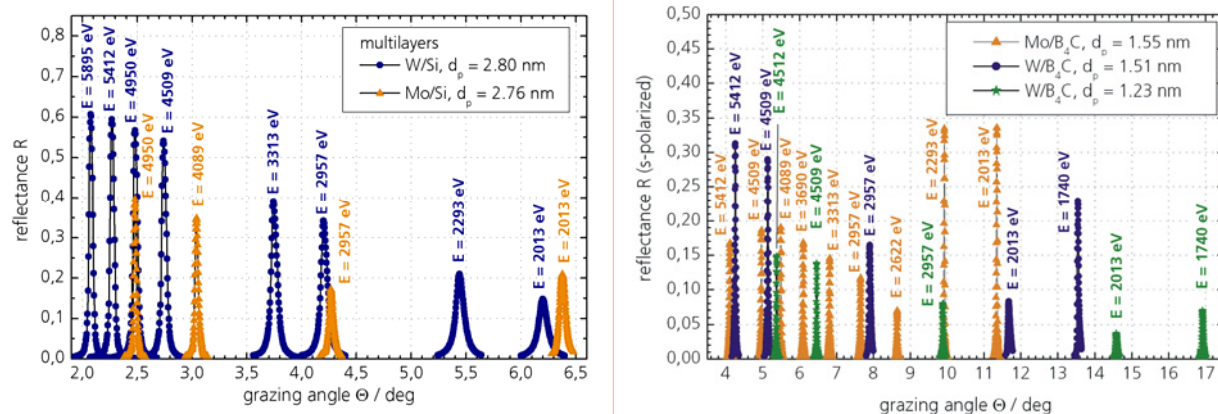 0,8
0,7
0,6
0,5
0,4
0,3
0,2
0,1
0,0
reflectance R
E = 5895 eV
E = 5412 eV
E = 4950 eV
E = 4509 eV
E = 4950 eV
E = 4089 eV
E = 3313 eV
E = 2957 eV
E = 2957 eV
E = 2293 eV
E = 2013 eV
E = 2013 eV
multilayers
W/Si, dp = 2.80 nm
Mo/Si, dp = 2.76 nm
2,0 2,5 3,0 3,5 4,0 4,5 5,0 5,5 6,0 6,5
grazing angle Θ / deg
0,50
0,45
0,40
0,35
0,30
0,25
0,20
0,15
0,10
0,05
0,00
reflectance R (s-polarized)
E = 5412 eV
E = 5412 eV
E = 4509 eV
E = 4509 eV
E = 4512 eV
E = 4089 eV
E = 3690 eV
E = 4509 eV
E = 3313 eV
E = 2957 eV
E = 2957 eV
E = 2622 eV
E = 2957 eV
E = 2293 eV
E = 2013 eV
E = 2013 eV
E = 1740 eV
E = 2013 eV
E = 1740 eV
Mo/B4C, dp = 1.55 nm
W/B4C, dp = 1.51 nm
W/B4C, dp = 1.23 nm
4 5 6 7 8 9 10 11 12 13 14 15 16 17
grazing angle Θ / deg